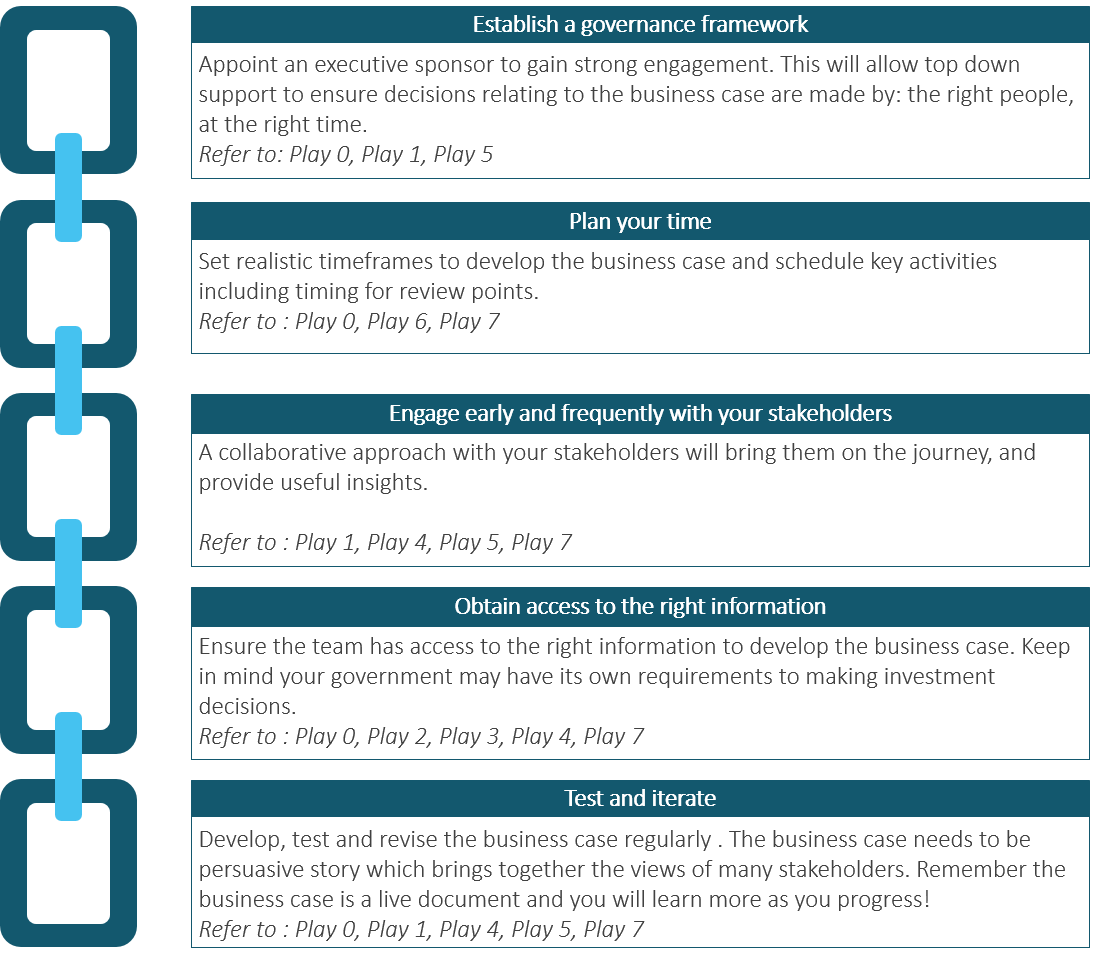 Establish a governance framework
Appoint an executive sponsor to gain strong engagement. This will allow top down
support to ensure decisions relating to the business case are made by: the right people,
at the right time.
Refer to: Play 0, Play 1, Play 5
Plan your time
Set realistic timeframes to develop the business case and schedule key activities
including timing for review points.
Refer to : Play 0, Play 6, Play 7
Engage early and frequently with your stakeholders
A collaborative approach with your stakeholders will bring them on the journey, and
provide useful insights.
Refer to : Play 1, Play 4, Play 5, Play 7
Obtain access to the right information
Ensure the team has access to the right information to develop the business case. Keep
in mind your government may have its own requirements to making investment
decisions.
Refer to : Play 0, Play 2, Play 3, Play 4, Play 7
Test and iterate
Develop, test and revise the business case regularly . The business case needs to be
persuasive story which brings together the views of many stakeholders. Remember the
business case is a live document and you will learn more as you progress!
Refer to : Play 0, Play 1, Play 4, Play 5, Play 7